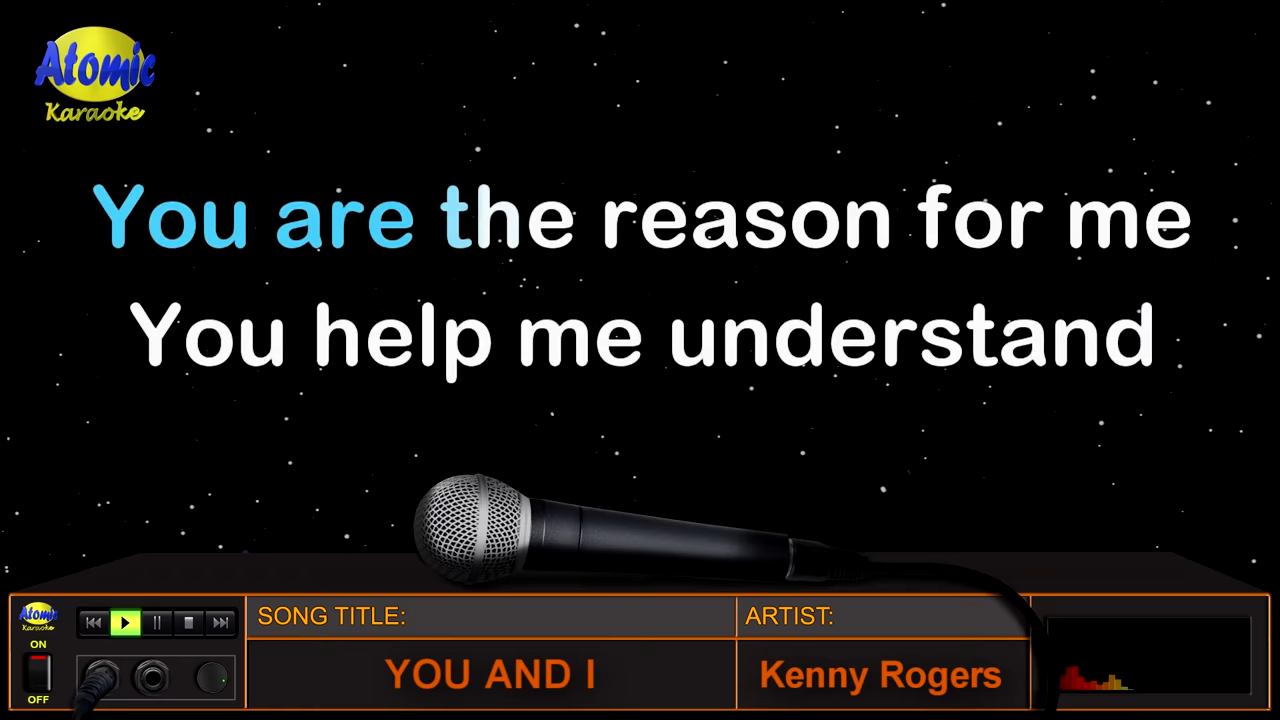 Atomic
Karaoke
You are the reason for me
You help me understand
Atomic
Karaoke
ON
OFF
SONG TITLE:
YOU AND I
ARTIST:
Kenny Rogers